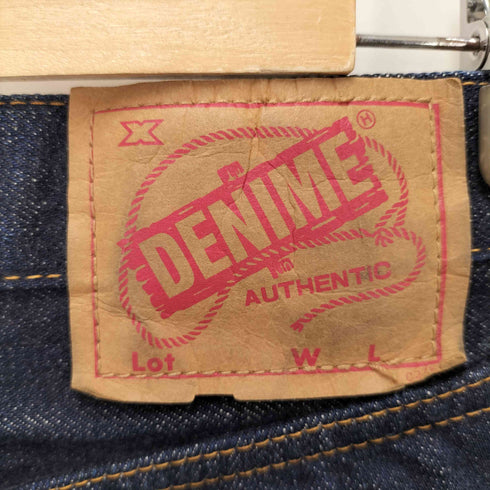 X
Ⓗ
DENIME
AUTHENTIC
Lot W L